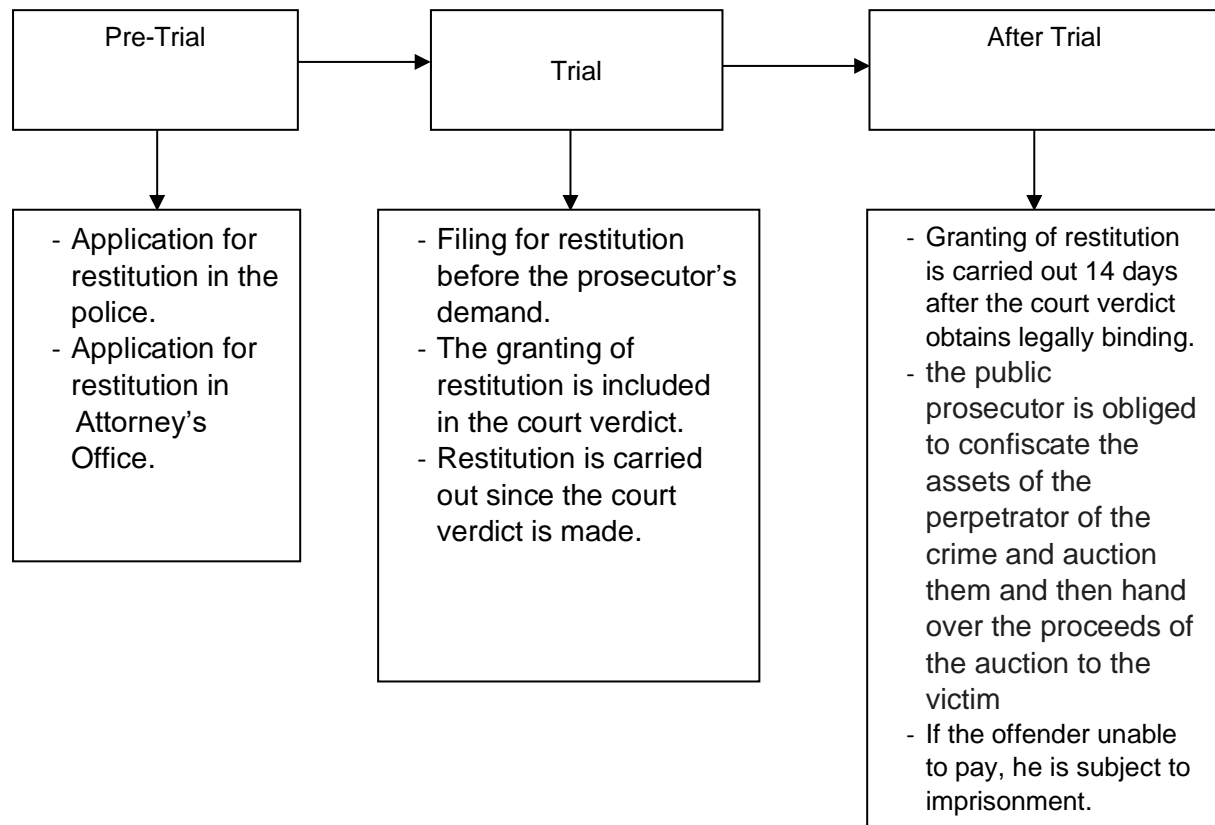 Pre-Trial
Trial
After Trial
- Application for
restitution in the
police.
- Application for
restitution in
Attorney's
Office.
- Filing for restitution
before the prosecutor's
demand.
- The granting of
restitution is included
in the court verdict.
- Restitution is carried
out since the court
verdict is made.
- Granting of restitution
is carried out 14 days
after the court verdict
obtains legally binding.
- the public
prosecutor is obliged
to confiscate the
assets of the
perpetrator of the
crime and auction
them and then hand
over the proceeds of
the auction to the
victim
- If the offender unable
to pay, he is subject to
imprisonment.